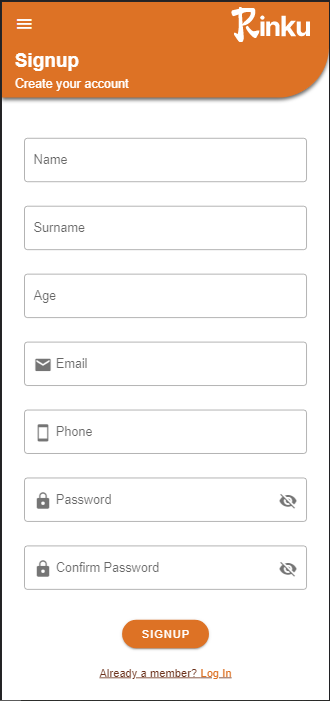 Rinku
Signup
Create your account
Name
Surname
Age
Email
Phone
Password
Confirm Password
SIGNUP
Already a member? Log In